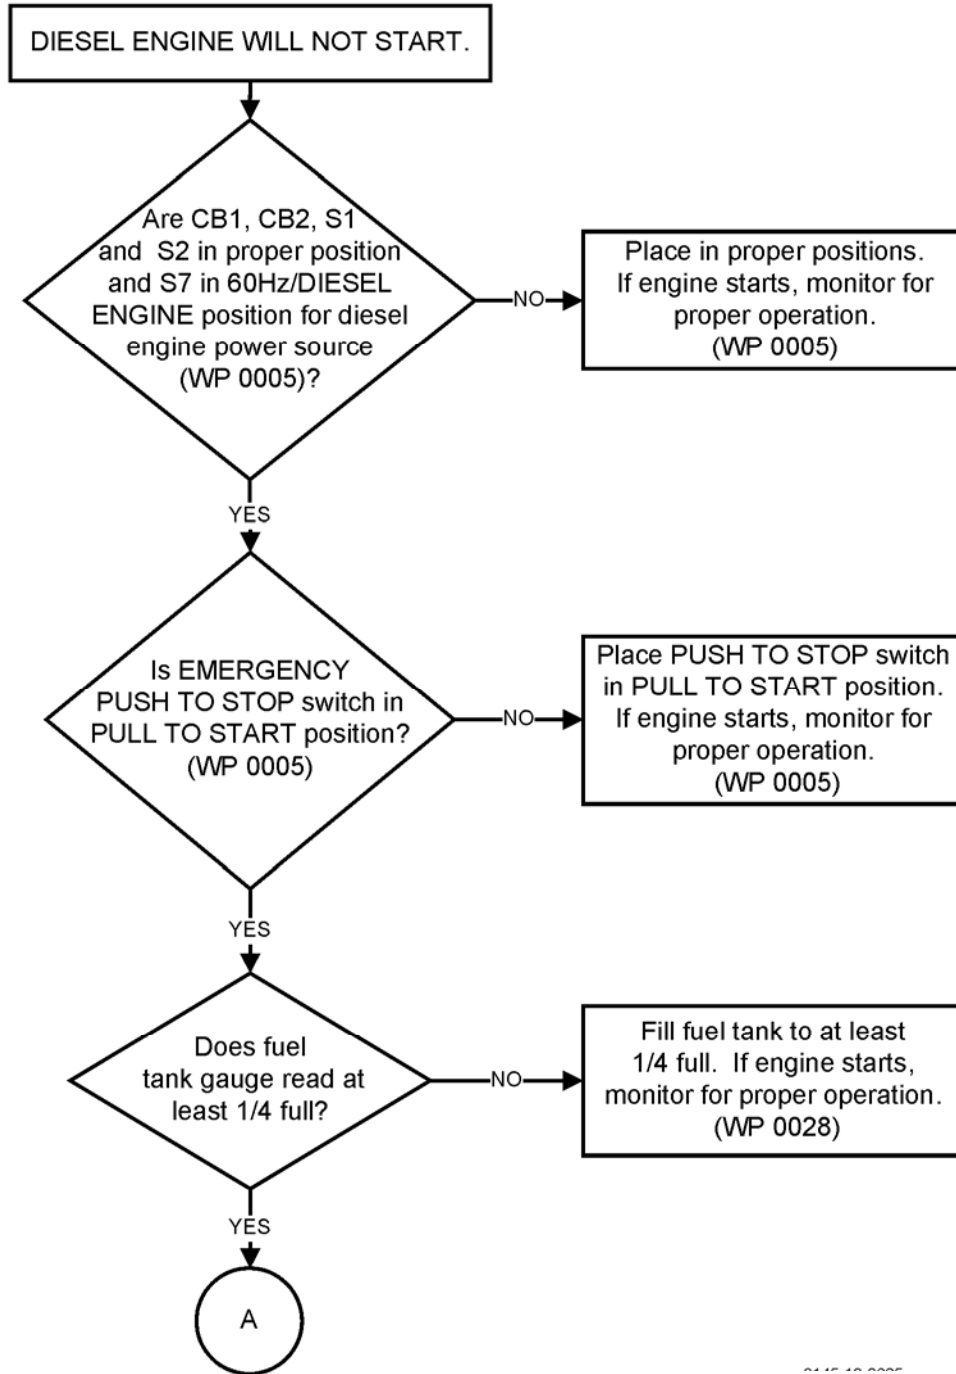 DIESEL ENGINE WILL NOT START.
Are CB1, CB2, S1
and S2 in proper position
and S7 in 60Hz/DIESEL
ENGINE position for diesel
engine power source
(WP 0005)?
NO
Place in proper positions.
If engine starts, monitor for
proper operation.
(WP 0005)
YES
Is EMERGENCY
PUSH TO STOP switch in
PULL TO START position?
(WP 0005)
NO
Place PUSH TO STOP switch
in PULL TO START position.
If engine starts, monitor for
proper operation.
(WP 0005)
YES
Does fuel
tank gauge read at
least 1/4 full?
NO
Fill fuel tank to at least
1/4 full. If engine starts,
monitor for proper operation.
(WP 0028)
YES
A